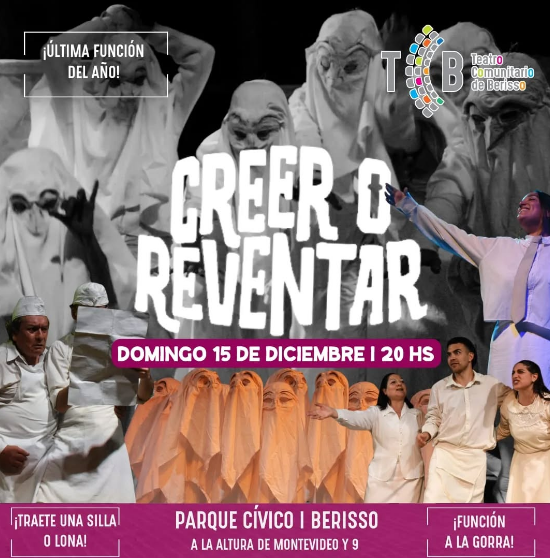 ¡ÚLTIMA FUNCIÓN
DEL AÑO!
TCB
Teatro
Comunitario
de Berisso
CREER O
REVENTAR
DOMINGO 15 DE DICIEMBRE | 20 HS
¡TRAETE UNA SILLA
O LONA!
PARQUE CÍVICO | BERISSO
A LA ALTURA DE MONTEVIDEO Y 9
¡FUNCIÓN
A LA GORRA!